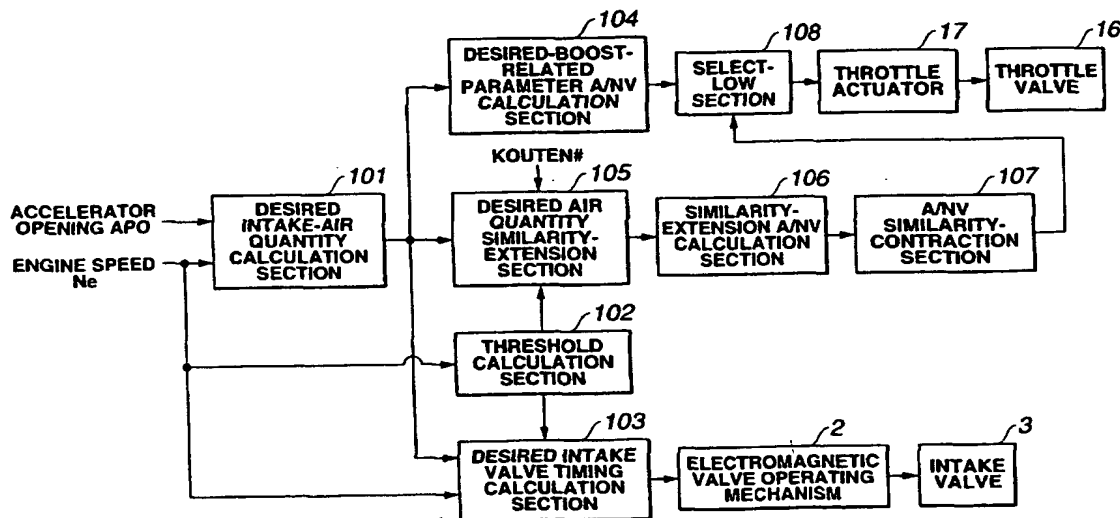 104
DESIRED-BOOST-
RELATED
PARAMETER A/NV
CALCULATION
SECTION
108
SELECT-
LOW
SECTION
17
THROTTLE
ACTUATOR
16
THROTTLE
VALVE
KOUTEN#
101
DESIRED
INTAKE-AIR
QUANTITY
CALCULATION
SECTION
105
DESIRED AIR
QUANTITY
SIMILARITY-
EXTENSION
SECTION
106
SIMILARITY-
EXTENSION A/NV
CALCULATION
SECTION
107
A/NV
SIMILARITY-
CONTRACTION
SECTION
ACCELERATOR
OPENING APO
ENGINE SPEED
Ne
102
THRESHOLD
CALCULATION
SECTION
103
DESIRED INTAKE
VALVE TIMING
CALCULATION
SECTION
2
ELECTROMAGNETIC
VALVE OPERATING
MECHANISM
3
INTAKE
VALVE